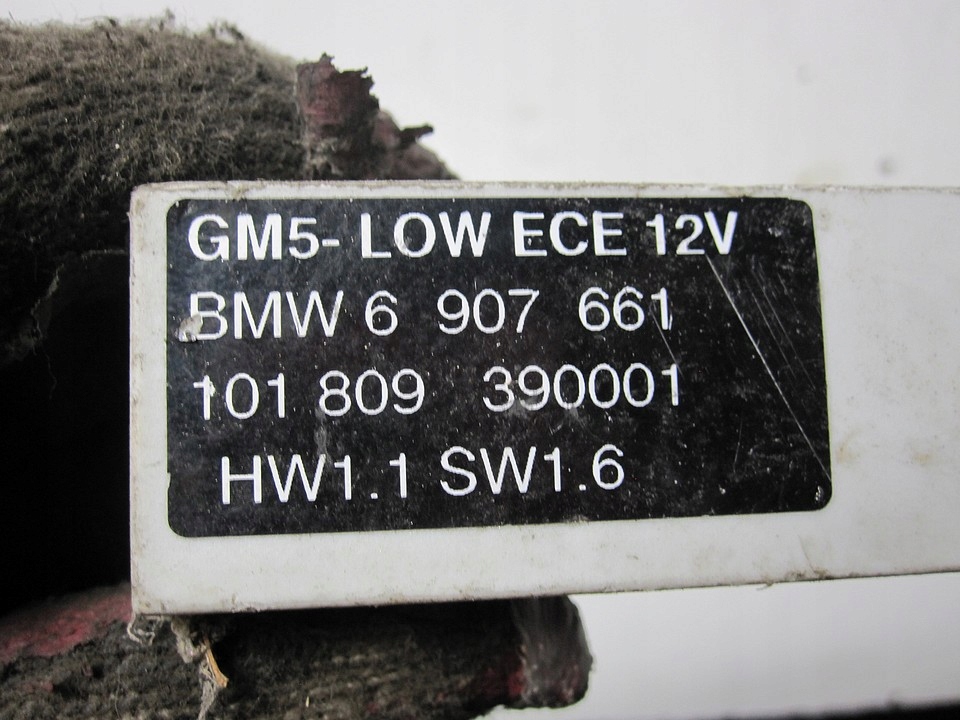 GM5- LOW ECE 12V
BMW 6 907 661
101 809 390001
HW1.1 SW1.6